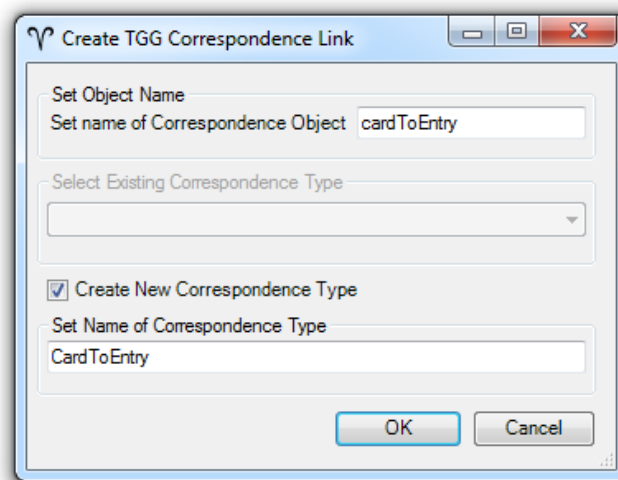 Create TGG Correspondence Link
Set Object Name
Set name of Correspondence Object cardToEntry
Select Existing Correspondence Type
Create New Correspondence Type
Set Name of Correspondence Type
CardToEntry
OK Cancel